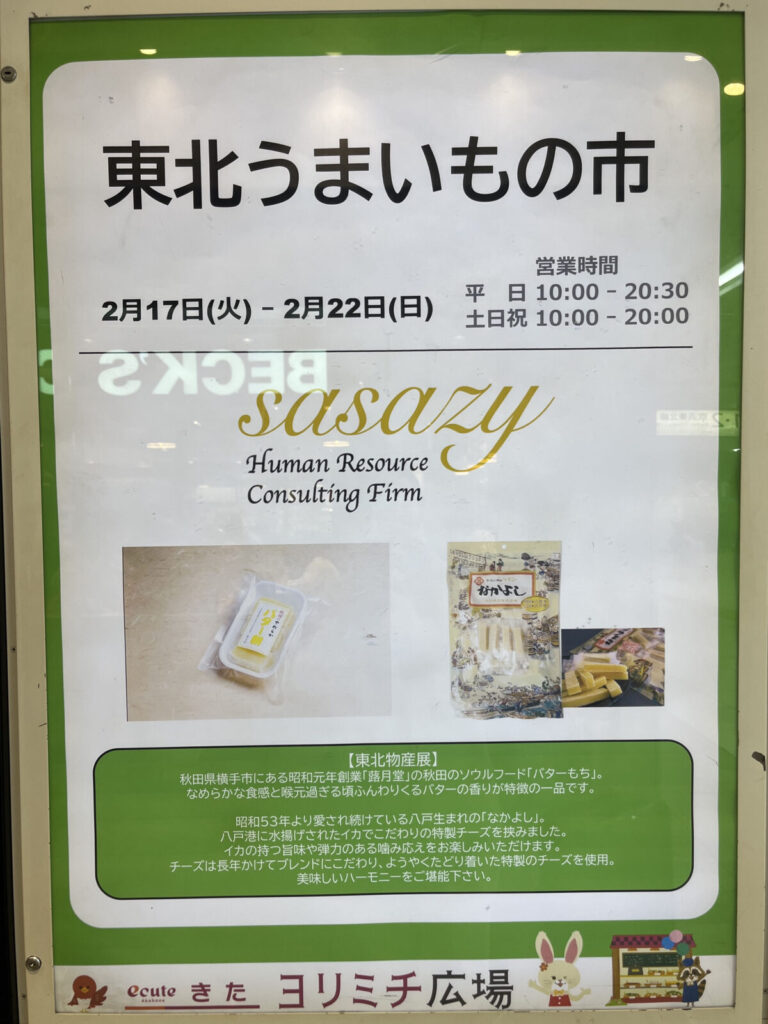 東北うまいもの市
営業時間
2月17日(火) – 2月22日(日)
平　日 10:00 – 20:30
土日祝 10:00 – 20:00
BECK'S
sasazy
Human Resource
Consulting Firm
バター餅
なかよし
【東北物産展】
秋田県横手市にある昭和元年創業「蕗月堂」の秋田のソウルフード「バターもち」。
なめらかな食感と喉元過ぎる頃ふんわりくるバターの香りが特徴の一品です。
昭和53年より愛され続けている八戸生まれの「なかよし」。
八戸港に水揚げされたイカでこだわりの特製チーズを挟みました。
イカの持つ旨味や弾力のある噛み応えをお楽しみいただけます。
チーズは長年かけてブレンドにこだわり、ようやくたどり着いた特製のチーズを使用。
美味しいハーモニーをご堪能下さい。
ecute きた ヨリミチ広場
akabane